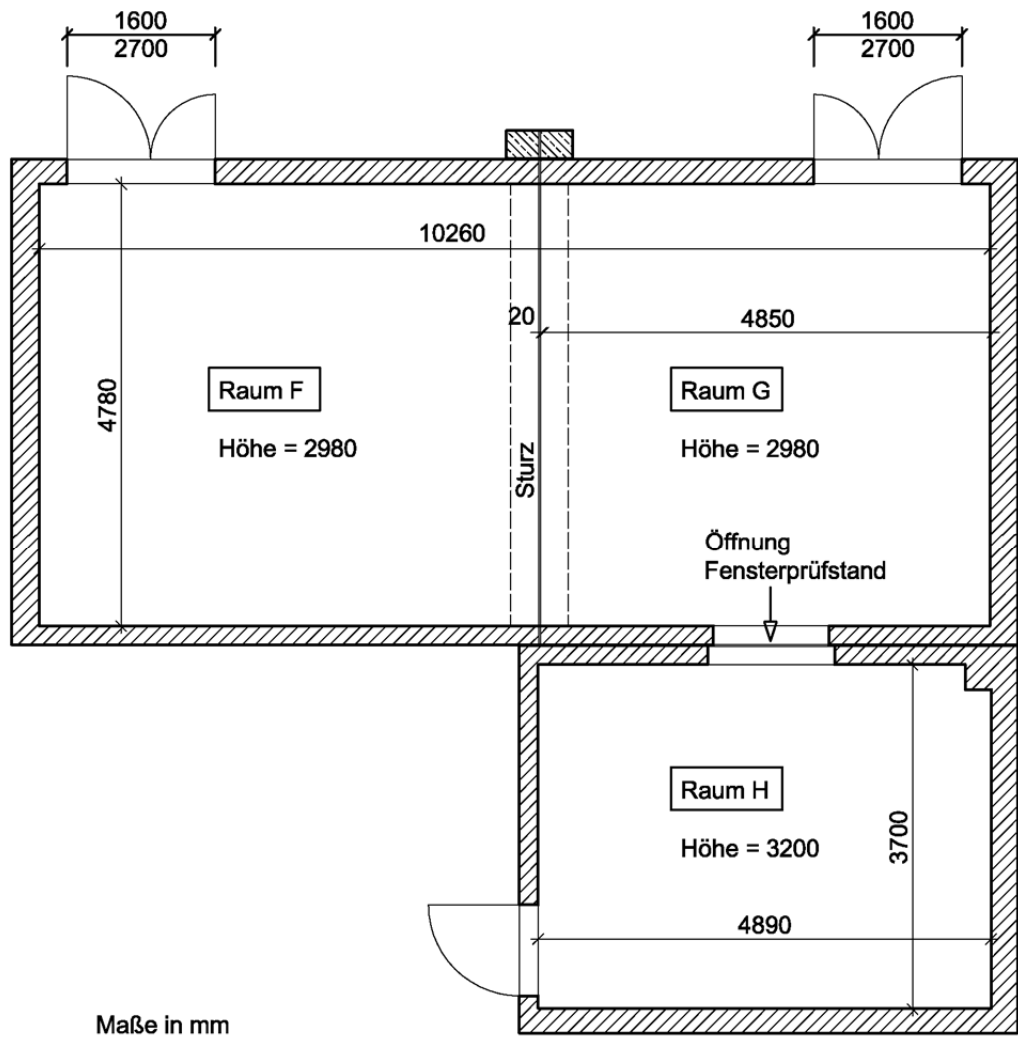 1600
2700
1600
2700
10260
20
4850
4780
Raum F
Höhe = 2980
Raum G
Höhe = 2980
Sturz
Öffnung
Fensterprüfstand
Raum H
Höhe = 3200
3700
4890
Maße in mm